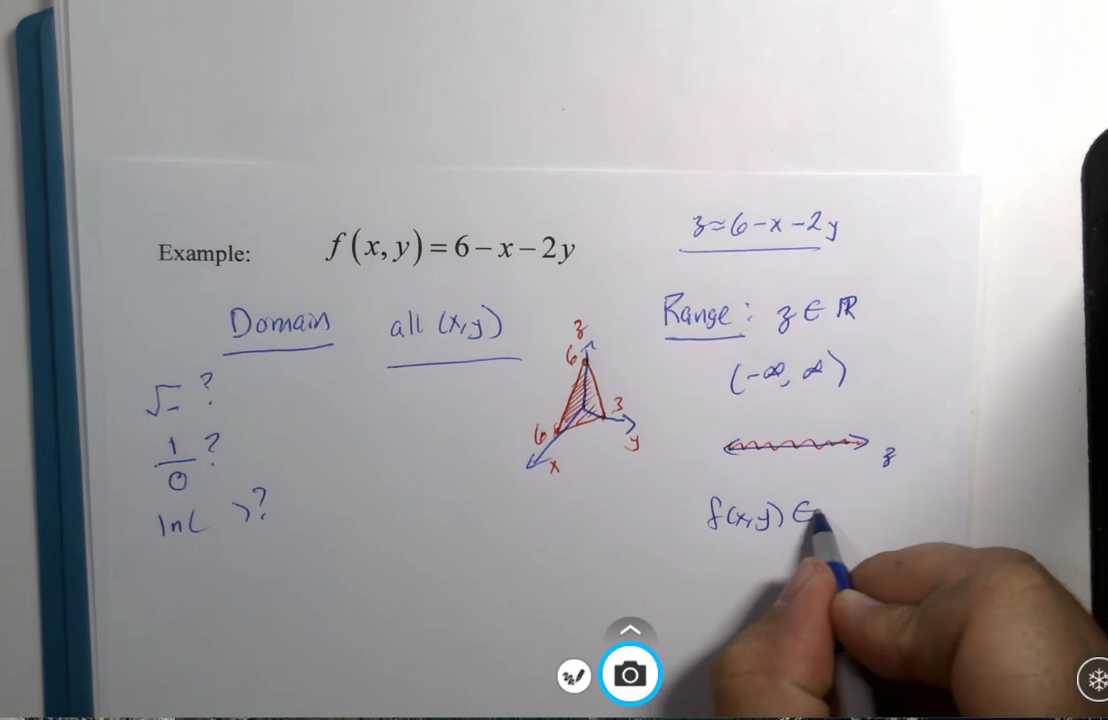 Example: f(x,y)=6-x-2y
z=6-x-2y
Domain all (x,y)
Range: z∈ℝ
(-∞, ∞)
√- ?
1/0 ?
ln( )?
z
6
3
6
y
x
z
f(x,y) ∈